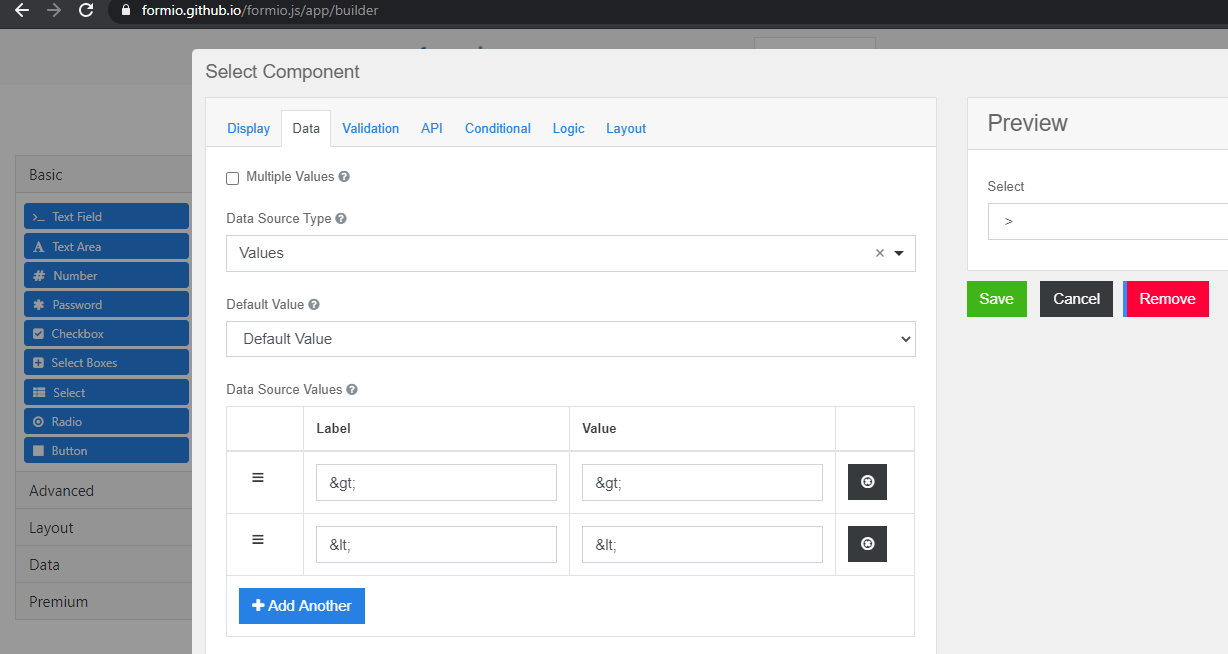 formio.github.io/formio.js/app/builder
Select Component
Display Data Validation API Conditional Logic Layout
Multiple Values
Data Source Type
Values
Default Value
Default Value
Data Source Values
Label Value
&gt; &gt;
&lt; &lt;
Add Another
Basic
Text Field
Text Area
Number
Password
Checkbox
Select Boxes
Select
Radio
Button
Advanced
Layout
Data
Premium
Preview
Select
>
Save Cancel Remove